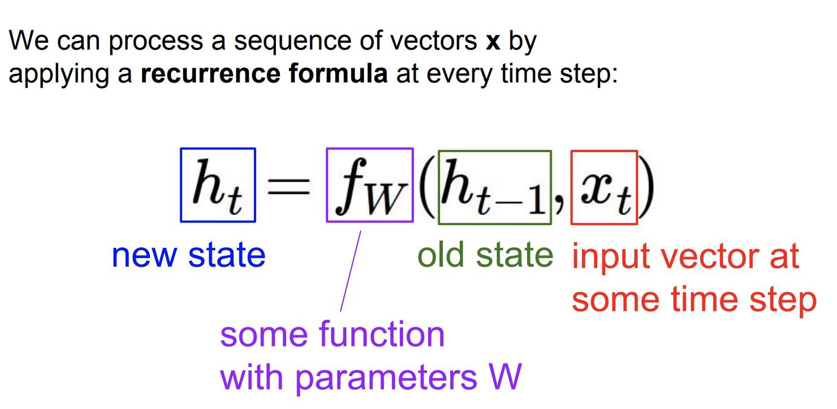 We can process a sequence of vectors x by
applying a recurrence formula at every time step:
hₜ = f_W(hₜ₋₁, xₜ)
new state
old state
input vector at
some time step
some function
with parameters W